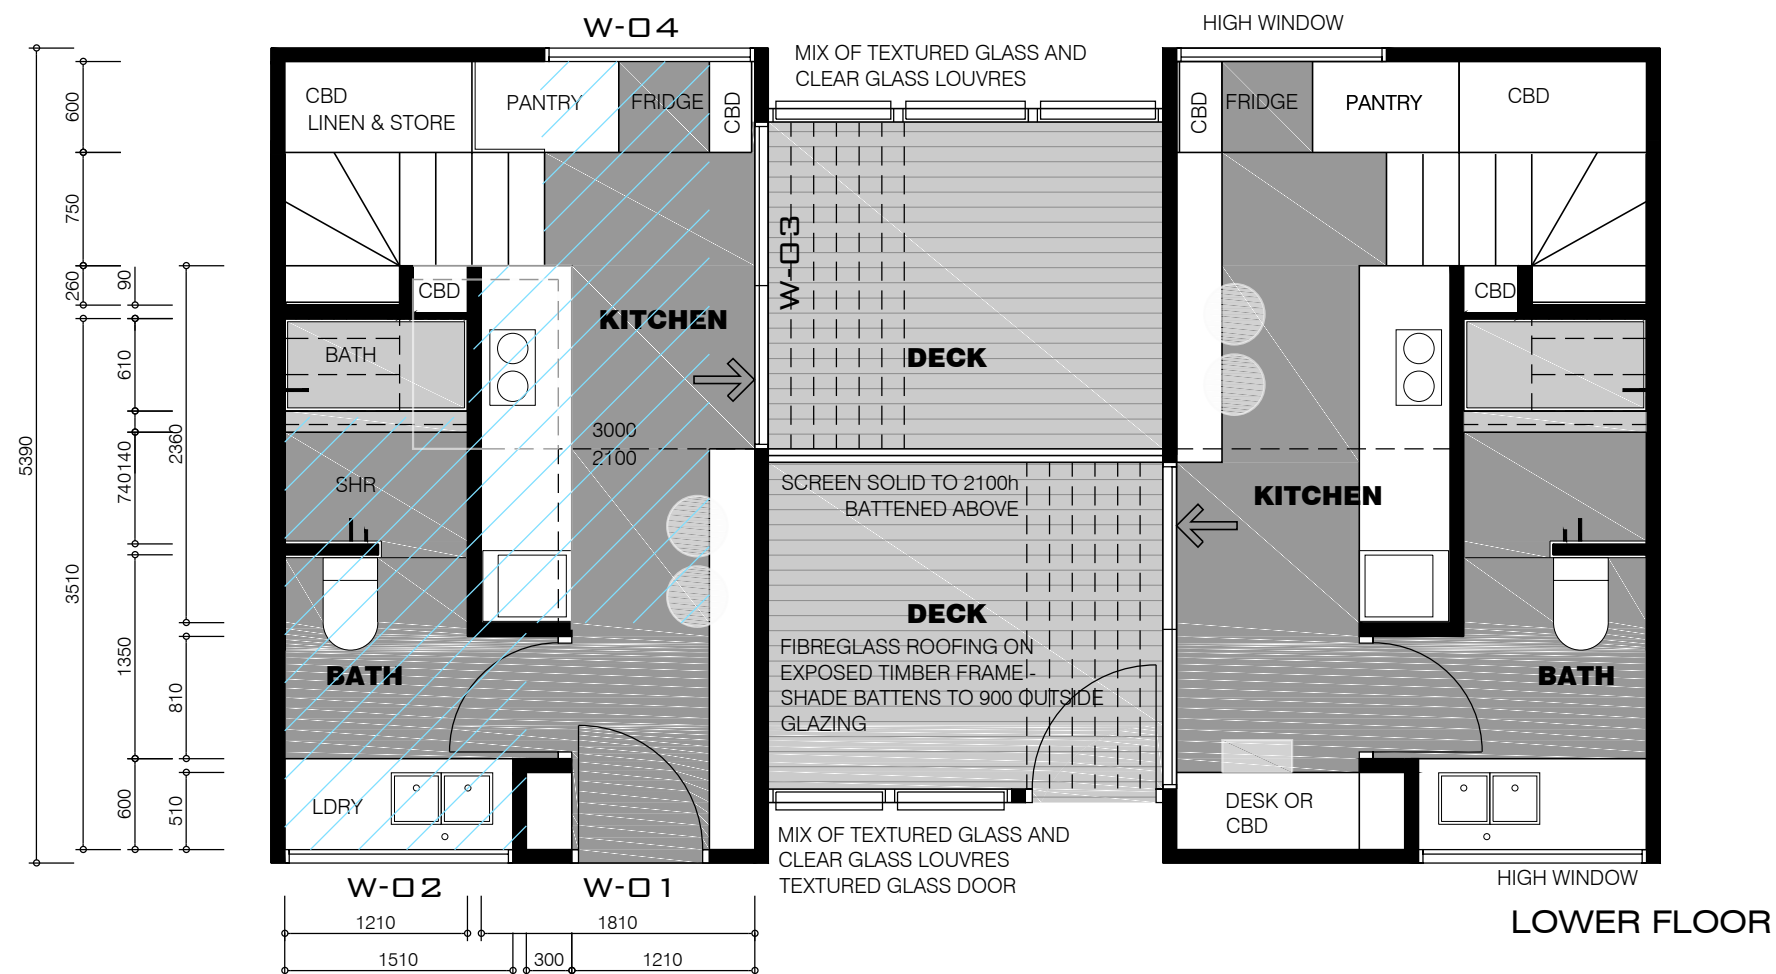 HIGH WINDOW
W-04
MIX OF TEXTURED GLASS AND
CLEAR GLASS LOUVRES
CBD
LINEN & STORE
PANTRY
FRIDGE
CBD
CBD
FRIDGE
PANTRY
CBD
600
750
260
90
W-03
CBD
KITCHEN
CBD
BATH
DECK
610
3000
2100
2360
140
740
5390
SHR
SCREEN SOLID TO 2100h
BATTENED ABOVE
KITCHEN
3510
DECK
FIBREGLASS ROOFING ON
EXPOSED TIMBER FRAME -
SHADE BATTENS TO 900 OUTSIDE
GLAZING
1350
810
BATH
BATH
600
510
LDRY
DESK OR
CBD
MIX OF TEXTURED GLASS AND
CLEAR GLASS LOUVRES
TEXTURED GLASS DOOR
W-02
W-01
HIGH WINDOW
1210
1810
LOWER FLOOR
1510
300
1210